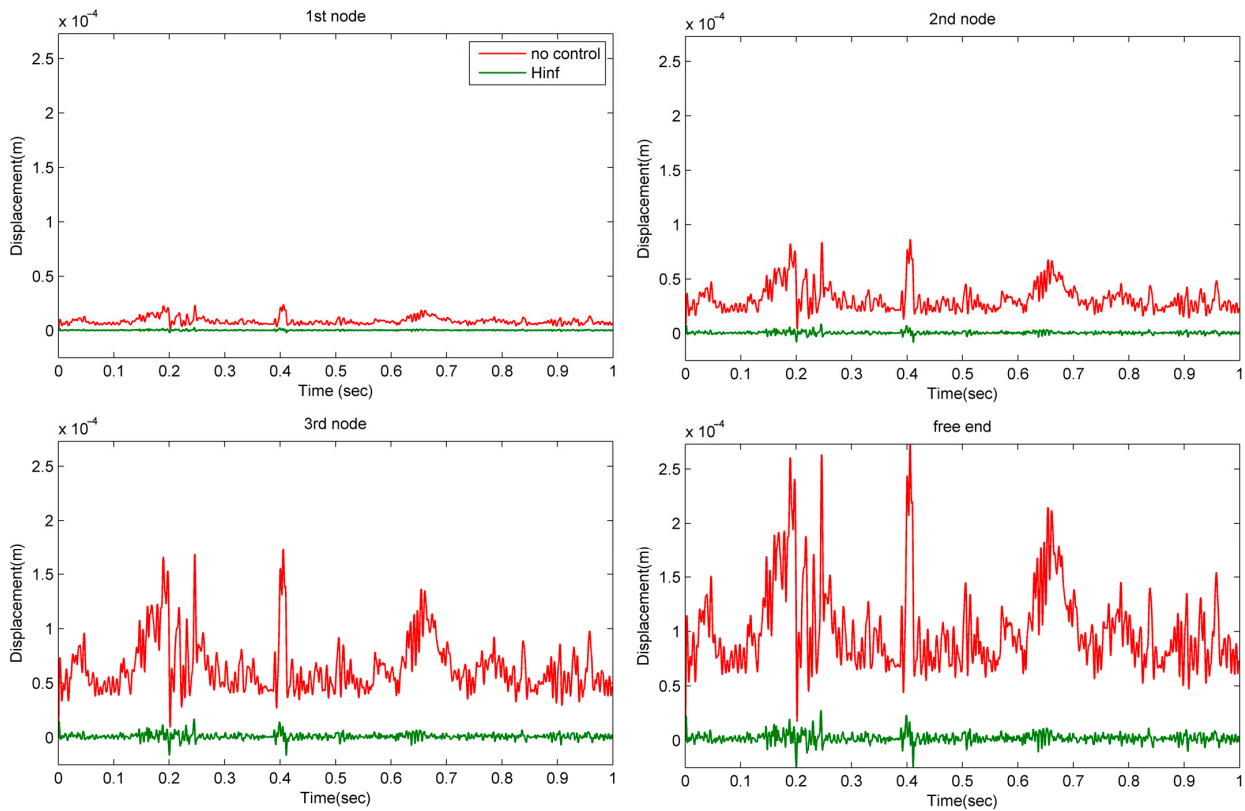 1st node
x 10⁻⁴
2.5
2
1.5
1
0.5
0
Displacement(m)
no control
Hinf
0 0.1 0.2 0.3 0.4 0.5 0.6 0.7 0.8 0.9 1
Time (sec)
2nd node
x 10⁻⁴
2.5
2
1.5
1
0.5
0
Displacement(m)
0 0.1 0.2 0.3 0.4 0.5 0.6 0.7 0.8 0.9 1
Time(sec)
3rd node
x 10⁻⁴
2.5
2
1.5
1
0.5
0
Displacement(m)
0 0.1 0.2 0.3 0.4 0.5 0.6 0.7 0.8 0.9 1
Time(sec)
free end
x 10⁻⁴
2.5
2
1.5
1
0.5
0
Displacement(m)
0 0.1 0.2 0.3 0.4 0.5 0.6 0.7 0.8 0.9 1
Time(sec)